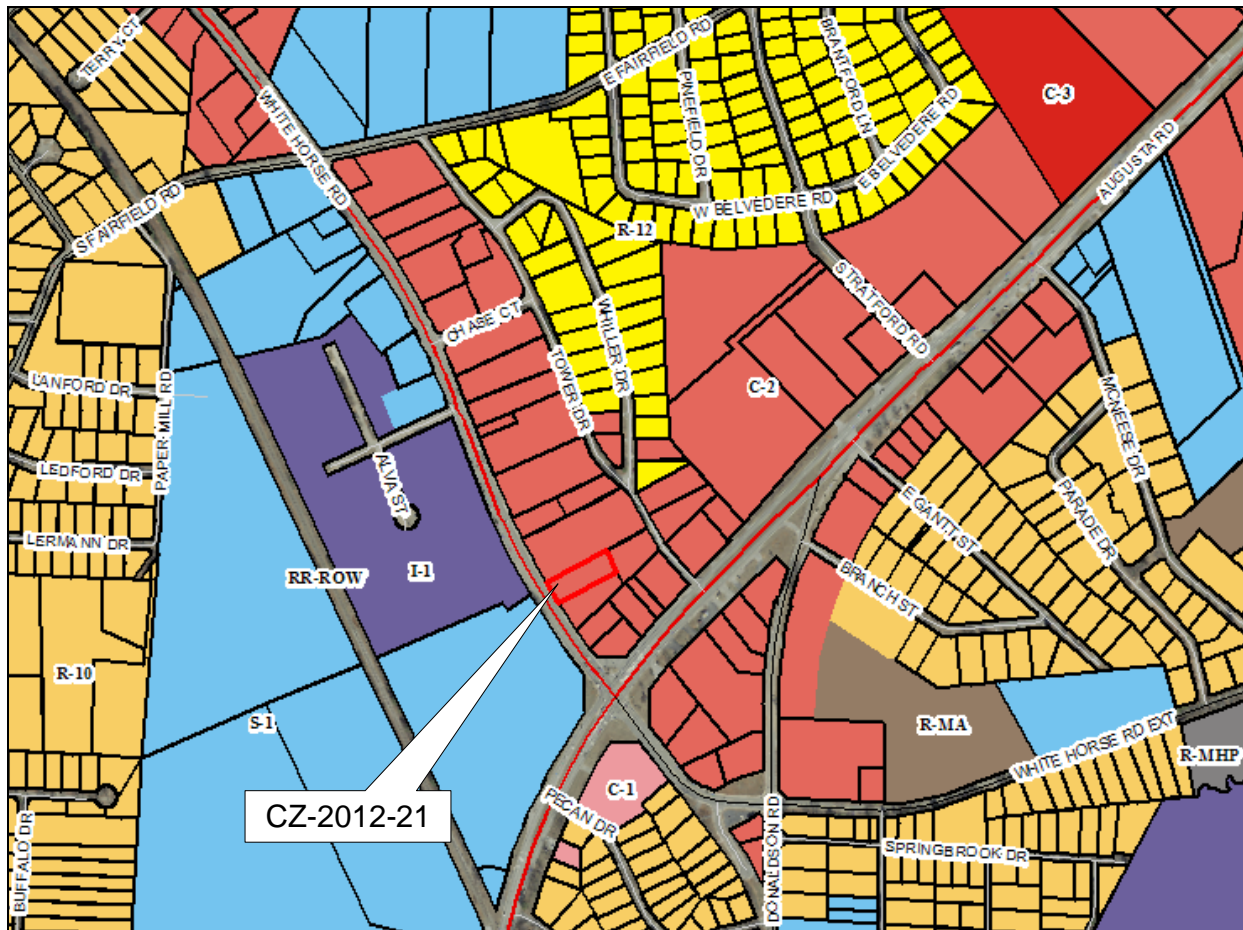 TERRY CT
WHITE HORSE RD
E FAIRFIELD RD
PINEFIELD DR
BRANTFORD LN
E BELVEDERE RD
C-3
AUGUSTA RD
S FAIRFIELD RD
W BELVEDERE RD
R-12
STRATFORD RD
CHASE CT
WHILLER DR
TOWER DR
LANFORD DR
PAPER MILL RD
C-2
MCNEESE DR
LEDFORD DR
ALVA ST
PARADE DR
E GANTT ST
LERMANN DR
RR-ROW
I-1
BRANCH ST
R-10
S-1
R-MA
WHITE HORSE RD EXT
R-MHP
C-1
CZ-2012-21
PECAN DR
DONALDSON RD
SPRINGBROOK DR
BUFFALO DR